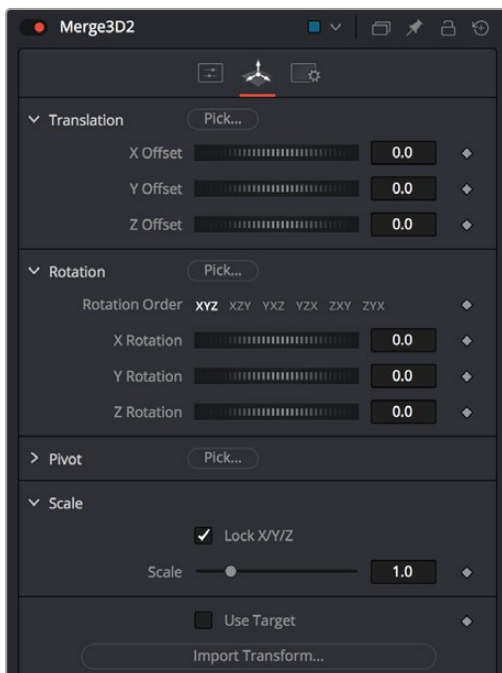 Merge3D2
Translation Pick...
X Offset 0.0
Y Offset 0.0
Z Offset 0.0
Rotation Pick...
Rotation Order XYZ XZY YXZ YZX ZXY ZYX
X Rotation 0.0
Y Rotation 0.0
Z Rotation 0.0
Pivot Pick...
Scale
Lock X/Y/Z
Scale 1.0
Use Target
Import Transform...